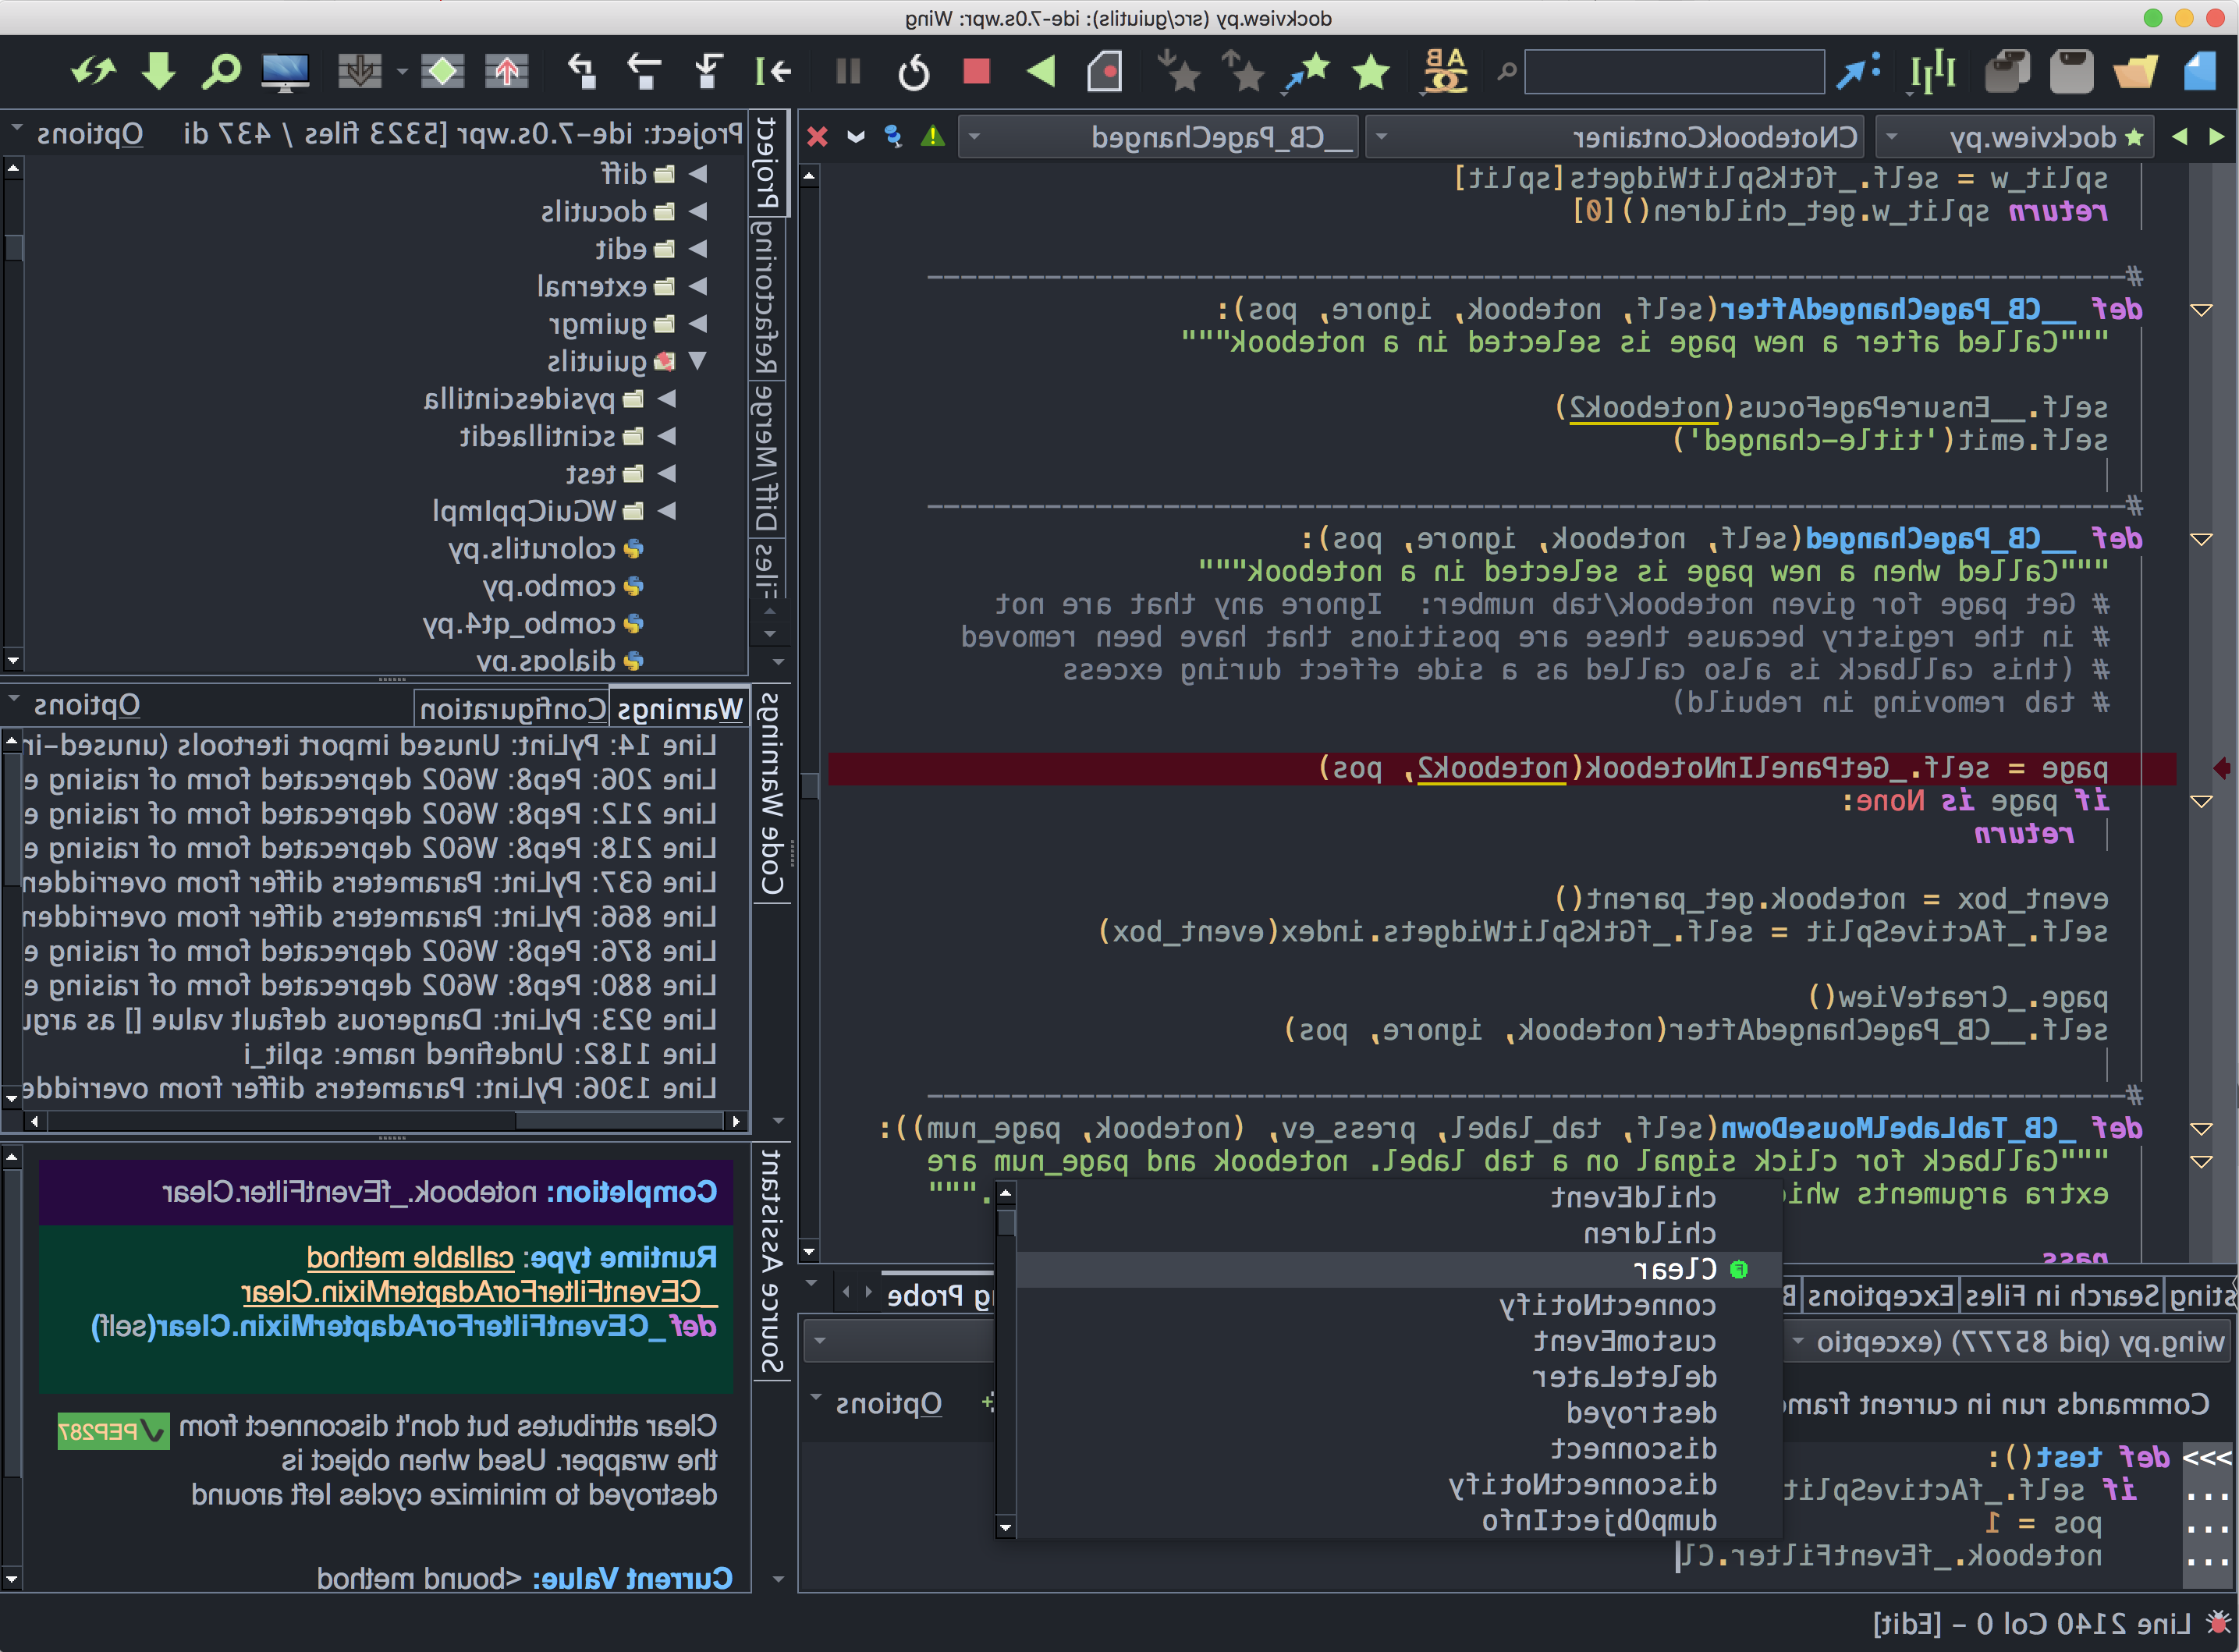 dockview.py (src/guiutils): ide-7.0s.wpr: Wing
dockview.py
CNotebookContainer
__CB_PageChanged
split_w = self._fGtkSplitWidgets[split]
return split_w.get_children()[0]
#
def __CB_PageChangedAfter(self, notebook, ignore, pos):
"""Called after a new page is selected in a notebook"""
self.__EnsurePageFocus(notebook2)
self.emit('title-changed')
#
def __CB_PageChanged(self, notebook, ignore, pos):
"""Called when a new page is selected in a notebook"""
# Get page for given notebook/tab number:  Ignore any that are not
# in the registry because these are positions that have been removed
# (this callback is also called as a side effect during excess
# tab removing in rebuild)
page = self._GetPanelInNotebook(notebook2, pos)
if page is None:
return
event_box = notebook.get_parent()
self._fActiveSplit = self._fGtkSplitWidgets.index(event_box)
page._CreateView()
self.__CB_PageChangedAfter(notebook, ignore, pos)
#
def _CB_TabLabelMouseDown(self, tab_label, press_ev, (notebook, page_num)):
"""Callback for click signal on a tab label. notebook and page_num are
extra arguments whic
."""
pass
childEvent
children
Clear
connectNotify
customEvent
deleteLater
destroyed
disconnect
disconnectNotify
dumpObjectInfo
sting
Search in Files
Exceptions
g Probe
wing.py (pid 85777) (exceptio
Commands run in current frame
Options
>>> def test():
... if self._fActiveSplit
... pos = 1
... notebook._fEventFilter.Cl
Line 2140 Col 0 – [Edit]
Project
Refactoring
Diff/Merge
Files
Project: ide-7.0s.wpr [5323 files / 437 di
Options
diff
docutils
edit
external
guimgr
guiutils
pysidescintilla
scintillaedit
test
WGuiCppImpl
colorutils.py
combo.py
combo_qt4.py
dialogs.py
Code Warnings
Warnings
Configuration
Options
Line 14: PyLint: Unused import itertools (unused-ir
Line 206: Pep8: W602 deprecated form of raising e
Line 212: Pep8: W602 deprecated form of raising e
Line 218: Pep8: W602 deprecated form of raising e
Line 637: PyLint: Parameters differ from overridden
Line 866: PyLint: Parameters differ from overridden
Line 876: Pep8: W602 deprecated form of raising e
Line 880: Pep8: W602 deprecated form of raising e
Line 923: PyLint: Dangerous default value [] as argu
Line 1182: Undefined name: split_i
Line 1306: PyLint: Parameters differ from overridde
Source Assistant
Completion: notebook._fEventFilter.Clear
Runtime type: callable method
_CEventFilterForAdapterMixin.Clear
def _CEventFilterForAdapterMixin.Clear(self)
Clear attributes but don't disconnect from
✓PEP287
the wrapper. Used when object is
destroyed to minimize cycles left around
Current Value: <bound method